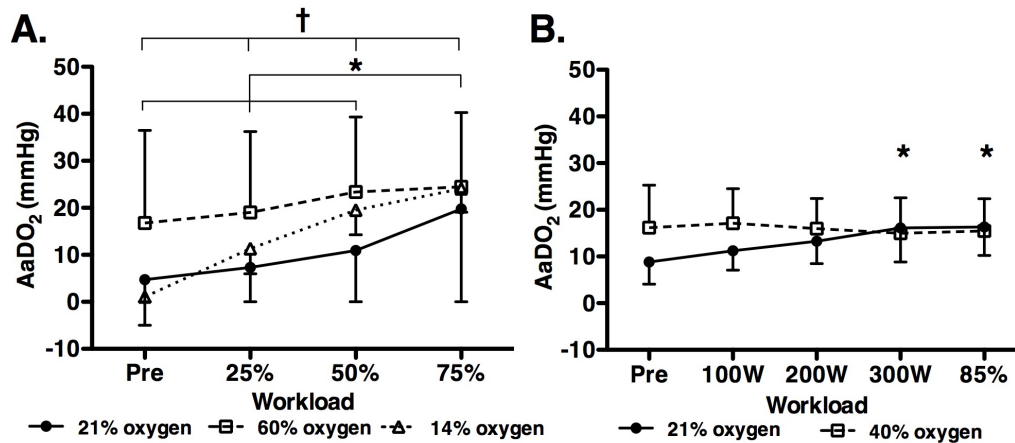 A.
†
*
50
40
30
20
10
0
-10
AaDO2 (mmHg)
Pre 25% 50% 75%
Workload
21% oxygen 60% oxygen 14% oxygen
B.
* *
50
40
30
20
10
0
-10
AaDO2 (mmHg)
Pre 100W 200W 300W 85%
Workload
21% oxygen 40% oxygen